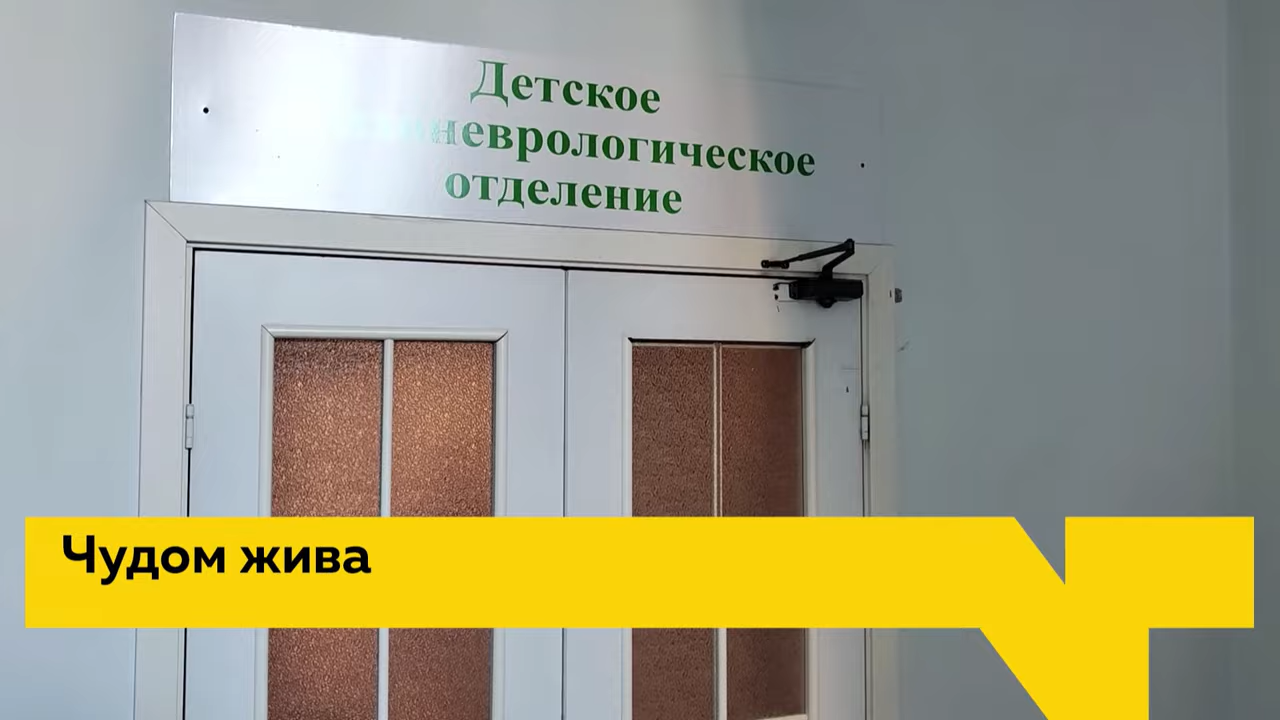 Детское
неврологическое
отделение
Чудом жива